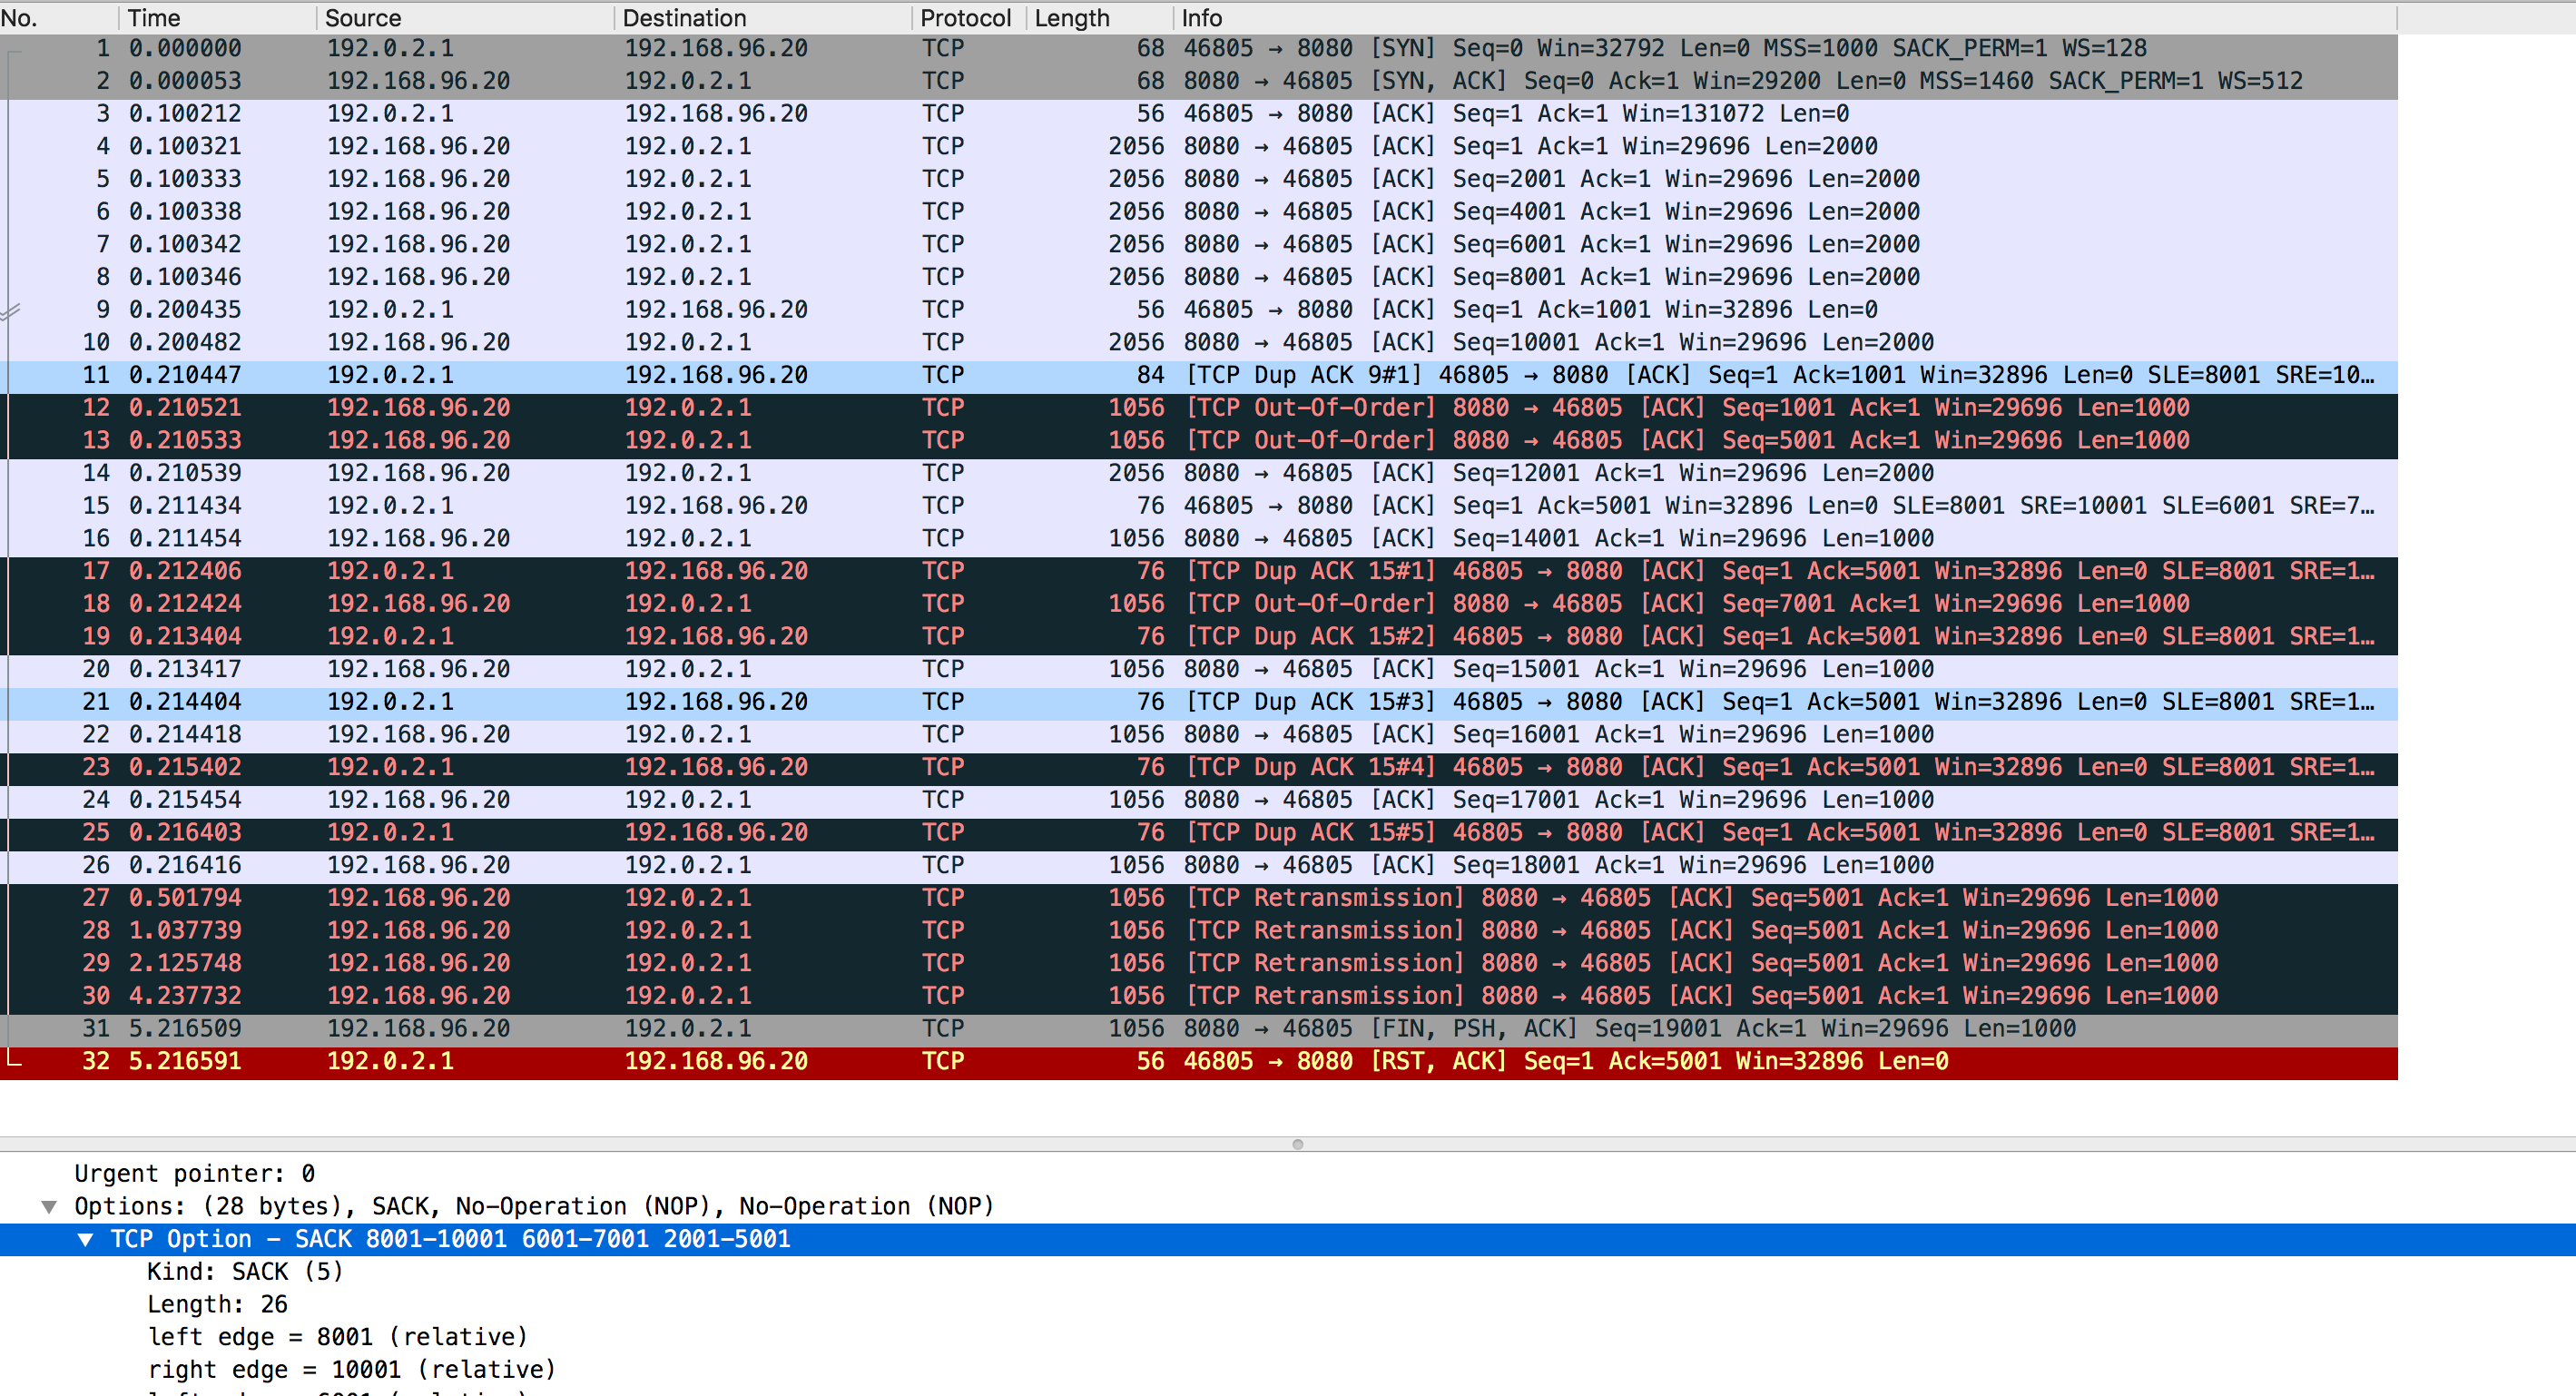 No. Time Source Destination Protocol Length Info
1 0.000000 192.0.2.1 192.168.96.20 TCP 68 46805 → 8080 [SYN] Seq=0 Win=32792 Len=0 MSS=1000 SACK_PERM=1 WS=128
2 0.000053 192.168.96.20 192.0.2.1 TCP 68 8080 → 46805 [SYN, ACK] Seq=0 Ack=1 Win=29200 Len=0 MSS=1460 SACK_PERM=1 WS=512
3 0.100212 192.0.2.1 192.168.96.20 TCP 56 46805 → 8080 [ACK] Seq=1 Ack=1 Win=131072 Len=0
4 0.100321 192.168.96.20 192.0.2.1 TCP 2056 8080 → 46805 [ACK] Seq=1 Ack=1 Win=29696 Len=2000
5 0.100333 192.168.96.20 192.0.2.1 TCP 2056 8080 → 46805 [ACK] Seq=2001 Ack=1 Win=29696 Len=2000
6 0.100338 192.168.96.20 192.0.2.1 TCP 2056 8080 → 46805 [ACK] Seq=4001 Ack=1 Win=29696 Len=2000
7 0.100342 192.168.96.20 192.0.2.1 TCP 2056 8080 → 46805 [ACK] Seq=6001 Ack=1 Win=29696 Len=2000
8 0.100346 192.168.96.20 192.0.2.1 TCP 2056 8080 → 46805 [ACK] Seq=8001 Ack=1 Win=29696 Len=2000
9 0.200435 192.0.2.1 192.168.96.20 TCP 56 46805 → 8080 [ACK] Seq=1 Ack=1001 Win=32896 Len=0
10 0.200482 192.168.96.20 192.0.2.1 TCP 2056 8080 → 46805 [ACK] Seq=10001 Ack=1 Win=29696 Len=2000
11 0.210447 192.0.2.1 192.168.96.20 TCP 84 [TCP Dup ACK 9#1] 46805 → 8080 [ACK] Seq=1 Ack=1001 Win=32896 Len=0 SLE=8001 SRE=10…
12 0.210521 192.168.96.20 192.0.2.1 TCP 1056 [TCP Out-Of-Order] 8080 → 46805 [ACK] Seq=1001 Ack=1 Win=29696 Len=1000
13 0.210533 192.168.96.20 192.0.2.1 TCP 1056 [TCP Out-Of-Order] 8080 → 46805 [ACK] Seq=5001 Ack=1 Win=29696 Len=1000
14 0.210539 192.168.96.20 192.0.2.1 TCP 2056 8080 → 46805 [ACK] Seq=12001 Ack=1 Win=29696 Len=2000
15 0.211434 192.0.2.1 192.168.96.20 TCP 76 46805 → 8080 [ACK] Seq=1 Ack=5001 Win=32896 Len=0 SLE=8001 SRE=10001 SLE=6001 SRE=7…
16 0.211454 192.168.96.20 192.0.2.1 TCP 1056 8080 → 46805 [ACK] Seq=14001 Ack=1 Win=29696 Len=1000
17 0.212406 192.0.2.1 192.168.96.20 TCP 76 [TCP Dup ACK 15#1] 46805 → 8080 [ACK] Seq=1 Ack=5001 Win=32896 Len=0 SLE=8001 SRE=1…
18 0.212424 192.168.96.20 192.0.2.1 TCP 1056 [TCP Out-Of-Order] 8080 → 46805 [ACK] Seq=7001 Ack=1 Win=29696 Len=1000
19 0.213404 192.0.2.1 192.168.96.20 TCP 76 [TCP Dup ACK 15#2] 46805 → 8080 [ACK] Seq=1 Ack=5001 Win=32896 Len=0 SLE=8001 SRE=1…
20 0.213417 192.168.96.20 192.0.2.1 TCP 1056 8080 → 46805 [ACK] Seq=15001 Ack=1 Win=29696 Len=1000
21 0.214404 192.0.2.1 192.168.96.20 TCP 76 [TCP Dup ACK 15#3] 46805 → 8080 [ACK] Seq=1 Ack=5001 Win=32896 Len=0 SLE=8001 SRE=1…
22 0.214418 192.168.96.20 192.0.2.1 TCP 1056 8080 → 46805 [ACK] Seq=16001 Ack=1 Win=29696 Len=1000
23 0.215402 192.0.2.1 192.168.96.20 TCP 76 [TCP Dup ACK 15#4] 46805 → 8080 [ACK] Seq=1 Ack=5001 Win=32896 Len=0 SLE=8001 SRE=1…
24 0.215454 192.168.96.20 192.0.2.1 TCP 1056 8080 → 46805 [ACK] Seq=17001 Ack=1 Win=29696 Len=1000
25 0.216403 192.0.2.1 192.168.96.20 TCP 76 [TCP Dup ACK 15#5] 46805 → 8080 [ACK] Seq=1 Ack=5001 Win=32896 Len=0 SLE=8001 SRE=1…
26 0.216416 192.168.96.20 192.0.2.1 TCP 1056 8080 → 46805 [ACK] Seq=18001 Ack=1 Win=29696 Len=1000
27 0.501794 192.168.96.20 192.0.2.1 TCP 1056 [TCP Retransmission] 8080 → 46805 [ACK] Seq=5001 Ack=1 Win=29696 Len=1000
28 1.037739 192.168.96.20 192.0.2.1 TCP 1056 [TCP Retransmission] 8080 → 46805 [ACK] Seq=5001 Ack=1 Win=29696 Len=1000
29 2.125748 192.168.96.20 192.0.2.1 TCP 1056 [TCP Retransmission] 8080 → 46805 [ACK] Seq=5001 Ack=1 Win=29696 Len=1000
30 4.237732 192.168.96.20 192.0.2.1 TCP 1056 [TCP Retransmission] 8080 → 46805 [ACK] Seq=5001 Ack=1 Win=29696 Len=1000
31 5.216509 192.168.96.20 192.0.2.1 TCP 1056 8080 → 46805 [FIN, PSH, ACK] Seq=19001 Ack=1 Win=29696 Len=1000
32 5.216591 192.0.2.1 192.168.96.20 TCP 56 46805 → 8080 [RST, ACK] Seq=1 Ack=5001 Win=32896 Len=0
Urgent pointer: 0
Options: (28 bytes), SACK, No-Operation (NOP), No-Operation (NOP)
TCP Option - SACK 8001-10001 6001-7001 2001-5001
Kind: SACK (5)
Length: 26
left edge = 8001 (relative)
right edge = 10001 (relative)